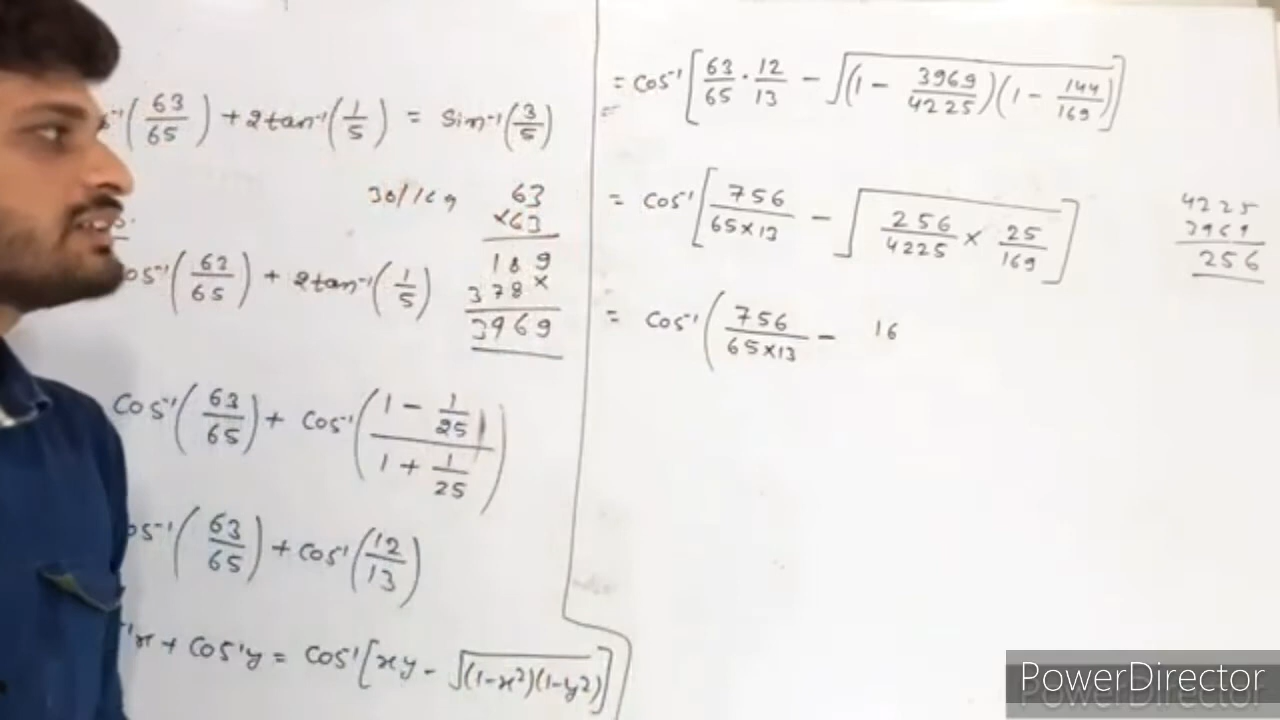 ⁻¹(63/65) + 2tan⁻¹(1/5) = Sin⁻¹(3/5)
30/169
63
×63
189
378×
3969
os⁻¹(63/65) + 2tan⁻¹(1/5)
Cos⁻¹(63/65) + Cos⁻¹((1 - 1/25)/(1 + 1/25))
os⁻¹(63/65) + Cos⁻¹(12/13)
⁻¹x + Cos⁻¹y = Cos⁻¹[xy - √(1-x²)(1-y²)]
= Cos⁻¹[63/65 · 12/13 - √(1 - 3969/4225)(1 - 144/169)]
= Cos⁻¹[756/65×13 - √256/4225 × 25/169]
4225
3969
256
= Cos⁻¹(756/65×13 - 16
PowerDirector